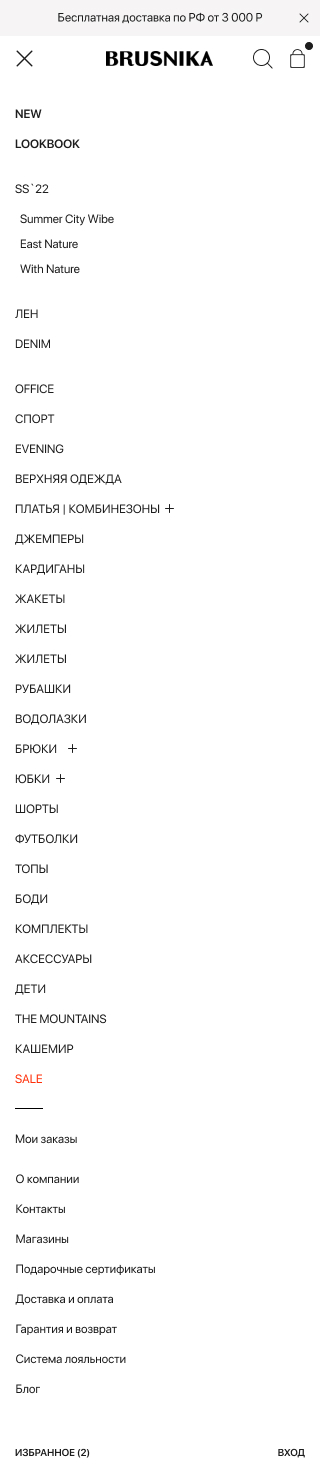 Бесплатная доставка по РФ от 3 000 Р
BRUSNIKA
NEW
LOOKBOOK
SS`22
Summer City Wibe
East Nature
With Nature
ЛЕН
DENIM
OFFICE
СПОРТ
EVENING
ВЕРХНЯЯ ОДЕЖДА
ПЛАТЬЯ | КОМБИНЕЗОНЫ +
ДЖЕМПЕРЫ
КАРДИГАНЫ
ЖАКЕТЫ
ЖИЛЕТЫ
ЖИЛЕТЫ
РУБАШКИ
ВОДОЛАЗКИ
БРЮКИ +
ЮБКИ +
ШОРТЫ
ФУТБОЛКИ
ТОПЫ
БОДИ
КОМПЛЕКТЫ
АКСЕССУАРЫ
ДЕТИ
THE MOUNTAINS
КАШЕМИР
SALE
Мои заказы
О компании
Контакты
Магазины
Подарочные сертификаты
Доставка и оплата
Гарантия и возврат
Система лояльности
Блог
ИЗБРАННОЕ (2) ВХОД